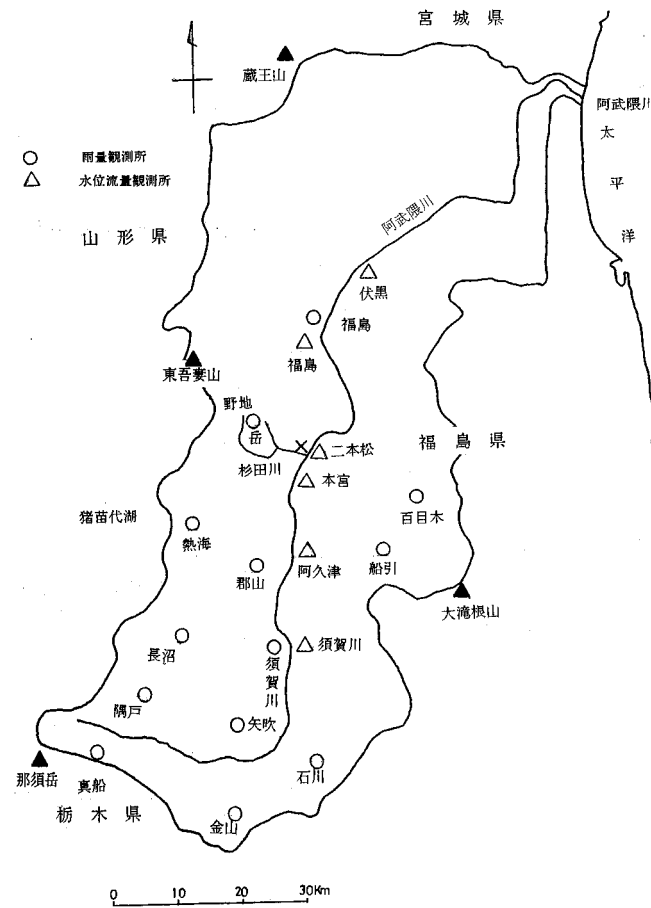 宮城県
蔵王山
阿武隈川
太平洋
雨量観測所
水位流量観測所
山形県
阿武隈川
伏黒
福島
福島
東吾妻山
野地
岳
二本松
福島県
杉田川
本宮
百目木
猪苗代湖
熱海
阿久津
船引
郡山
大滝根山
長沼
須賀川
須賀川
隈戸
矢吹
那須岳
真船
石川
栃木県
金山
0 10 20 30Km